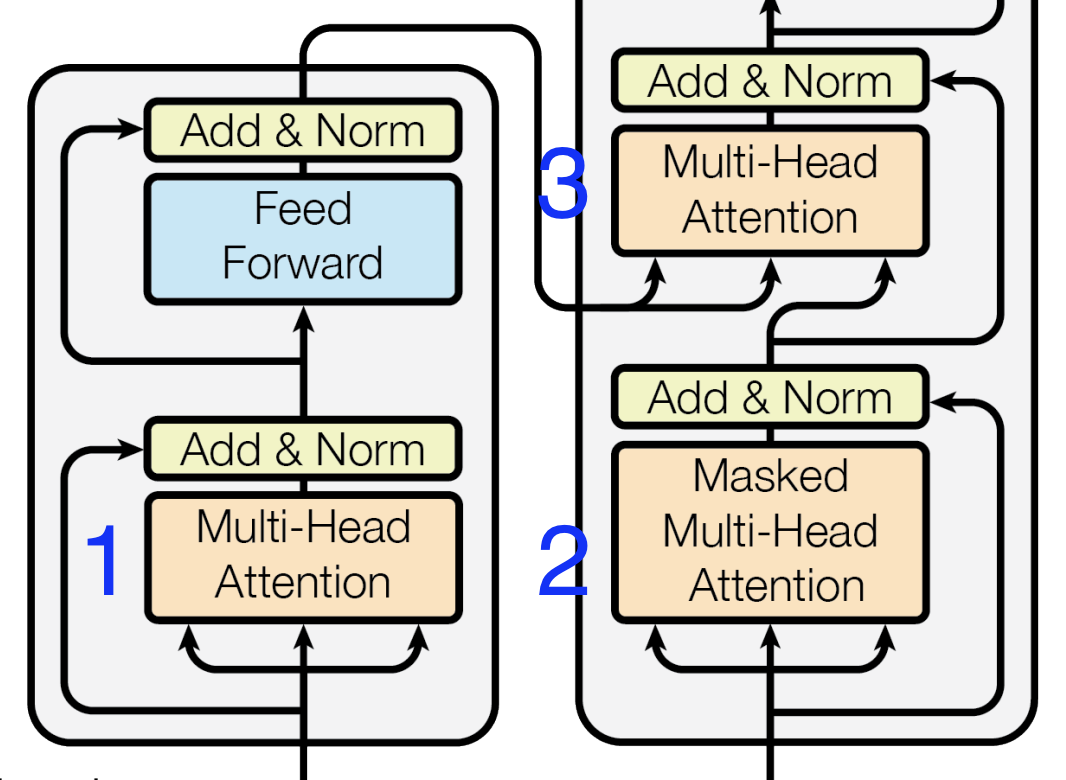 Add & Norm
Feed
Forward
Add & Norm
1
Multi-Head
Attention
3
Add & Norm
Multi-Head
Attention
Add & Norm
2
Masked
Multi-Head
Attention